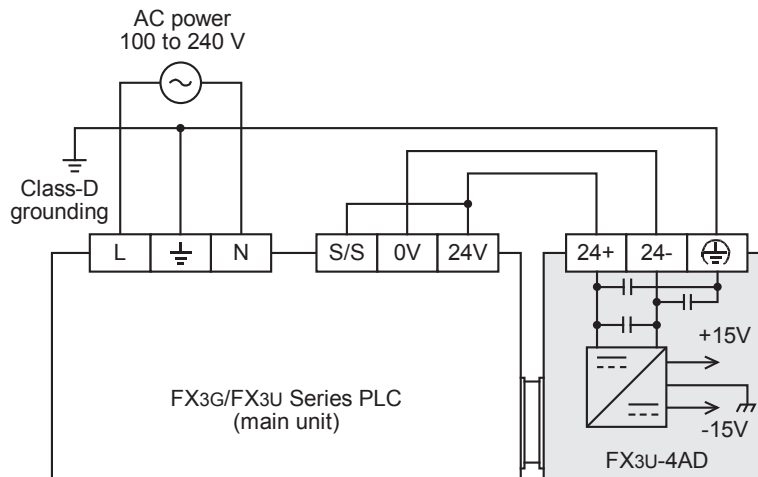 AC power
100 to 240 V
Class-D
grounding
L N S/S 0V 24V 24+ 24-
+15V
-15V
FX3G/FX3U Series PLC
(main unit)
FX3U-4AD